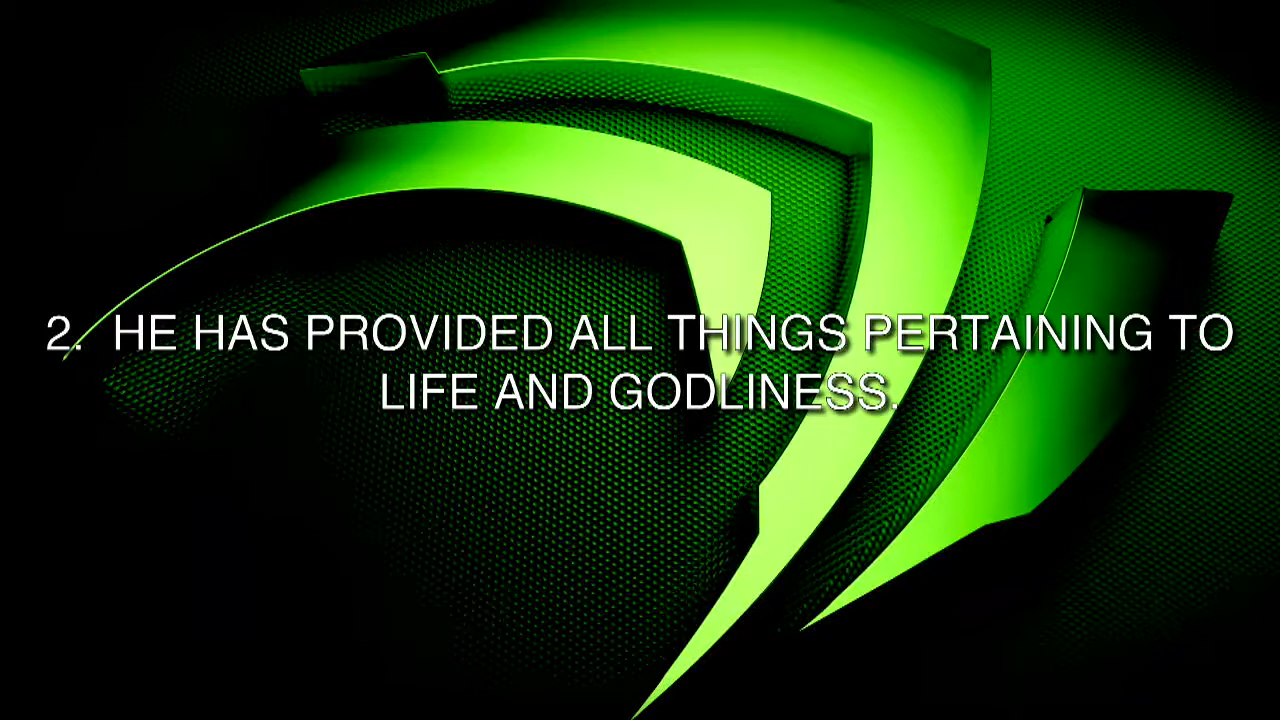 2.  HE HAS PROVIDED ALL THINGS PERTAINING TO
LIFE AND GODLINESS.